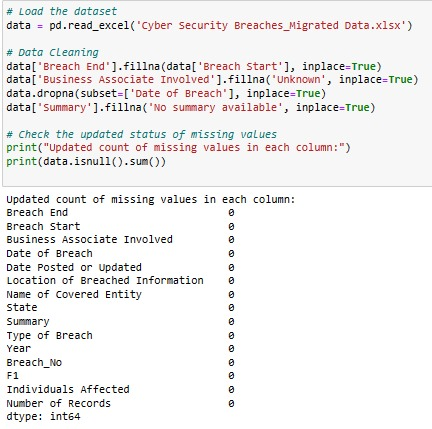 # Load the dataset
data = pd.read_excel('Cyber Security Breaches_Migrated Data.xlsx')
# Data Cleaning
data['Breach End'].fillna(data['Breach Start'], inplace=True)
data['Business Associate Involved'].fillna('Unknown', inplace=True)
data.dropna(subset=['Date of Breach'], inplace=True)
data['Summary'].fillna('No summary available', inplace=True)
# Check the updated status of missing values
print("Updated count of missing values in each column:")
print(data.isnull().sum())
Updated count of missing values in each column:
Breach End 0
Breach Start 0
Business Associate Involved 0
Date of Breach 0
Date Posted or Updated 0
Location of Breached Information 0
Name of Covered Entity 0
State 0
Summary 0
Type of Breach 0
Year 0
Breach_No 0
F1 0
Individuals Affected 0
Number of Records 0
dtype: int64